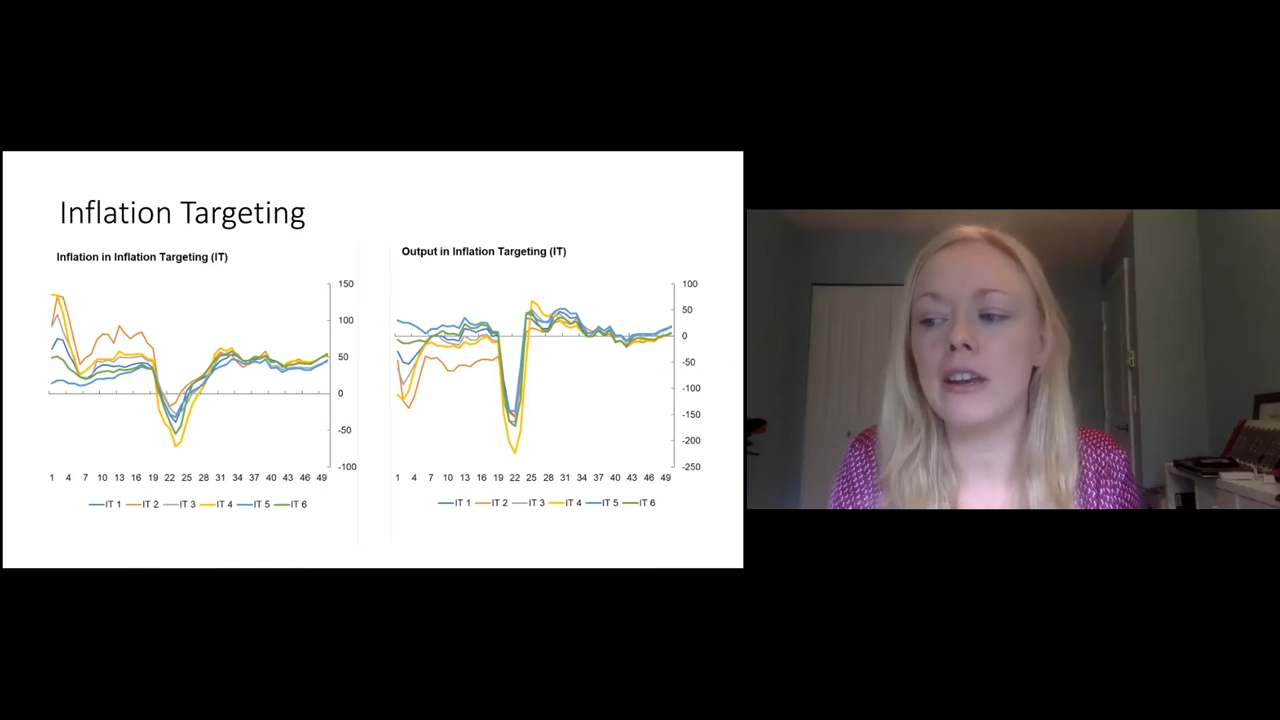 Inflation Targeting
Inflation in Inflation Targeting (IT)
150
100
50
0
-50
-100
1 4 7 10 13 16 19 22 25 28 31 34 37 40 43 46 49
IT 1 IT 2 IT 3 IT 4 IT 5 IT 6
Output in Inflation Targeting (IT)
100
50
0
-50
-100
-150
-200
-250
1 4 7 10 13 16 19 22 25 28 31 34 37 40 43 46 49
IT 1 IT 2 IT 3 IT 4 IT 5 IT 6